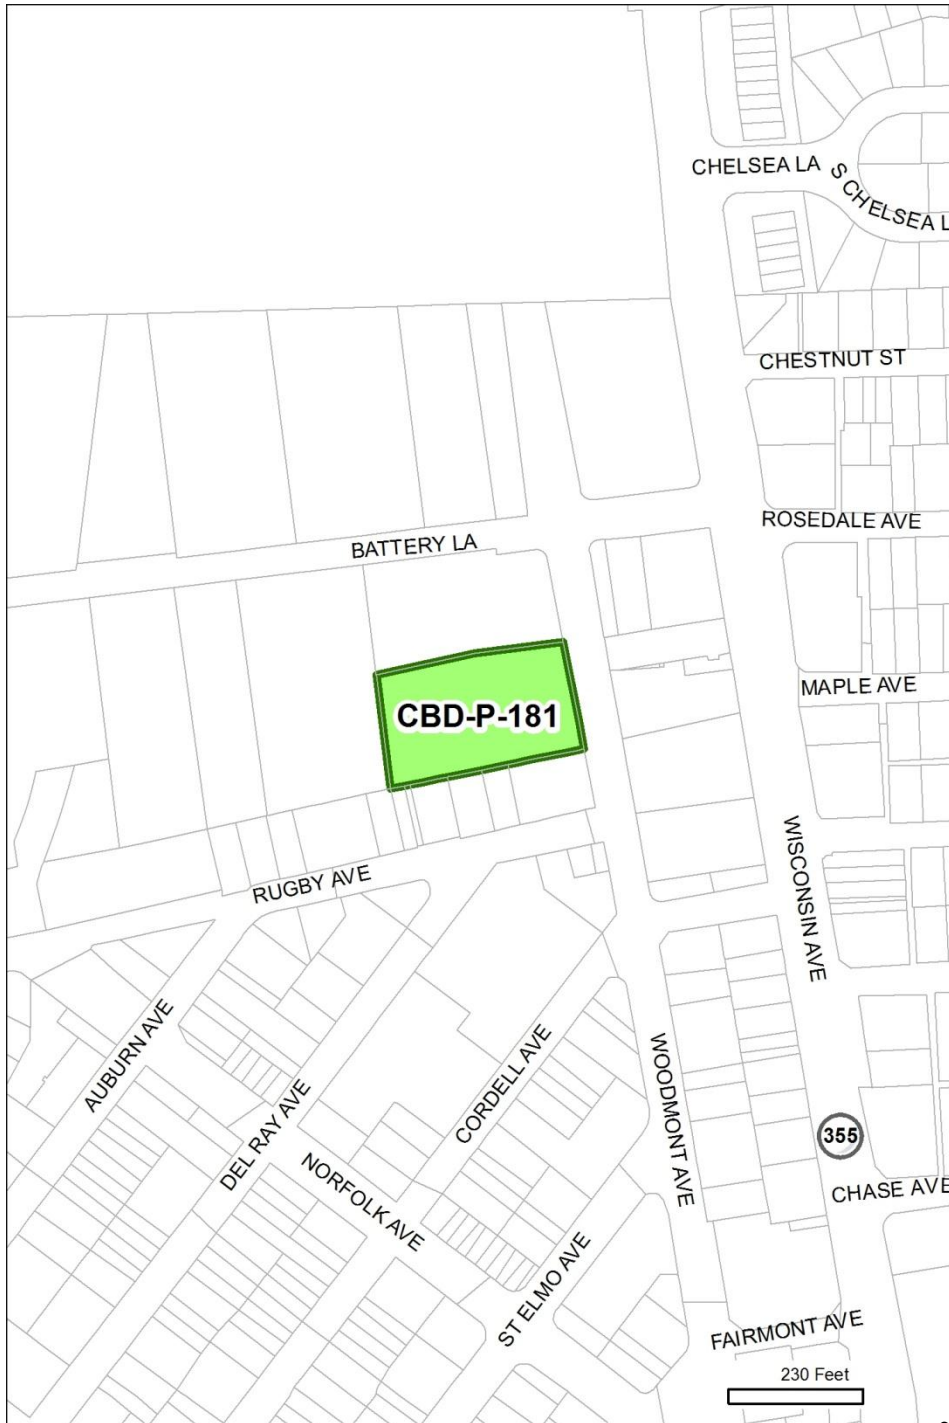 CHELSEA LA
S CHELSEA L
CHESTNUT ST
ROSEDALE AVE
BATTERY LA
MAPLE AVE
CBD-P-181
WISCONSIN AVE
RUGBY AVE
AUBURN AVE
DEL RAY AVE
CORDELL AVE
WOODMONT AVE
355
NORFOLK AVE
CHASE AVE
ST ELMO AVE
FAIRMONT AVE
230 Feet